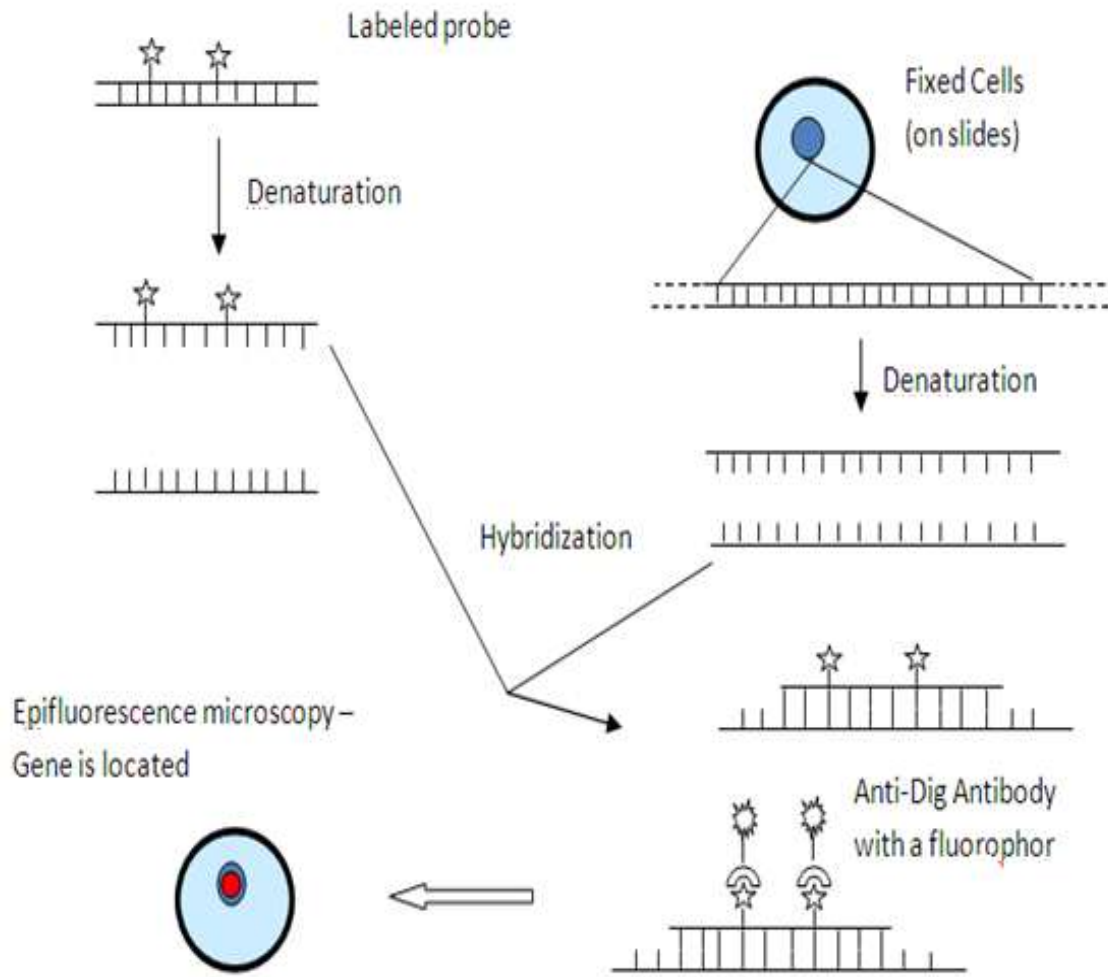 Labeled probe
Fixed Cells
(on slides)
Denaturation
Denaturation
Hybridization
Epifluorescence microscopy –
Gene is located
Anti-Dig Antibody
with a fluorophor